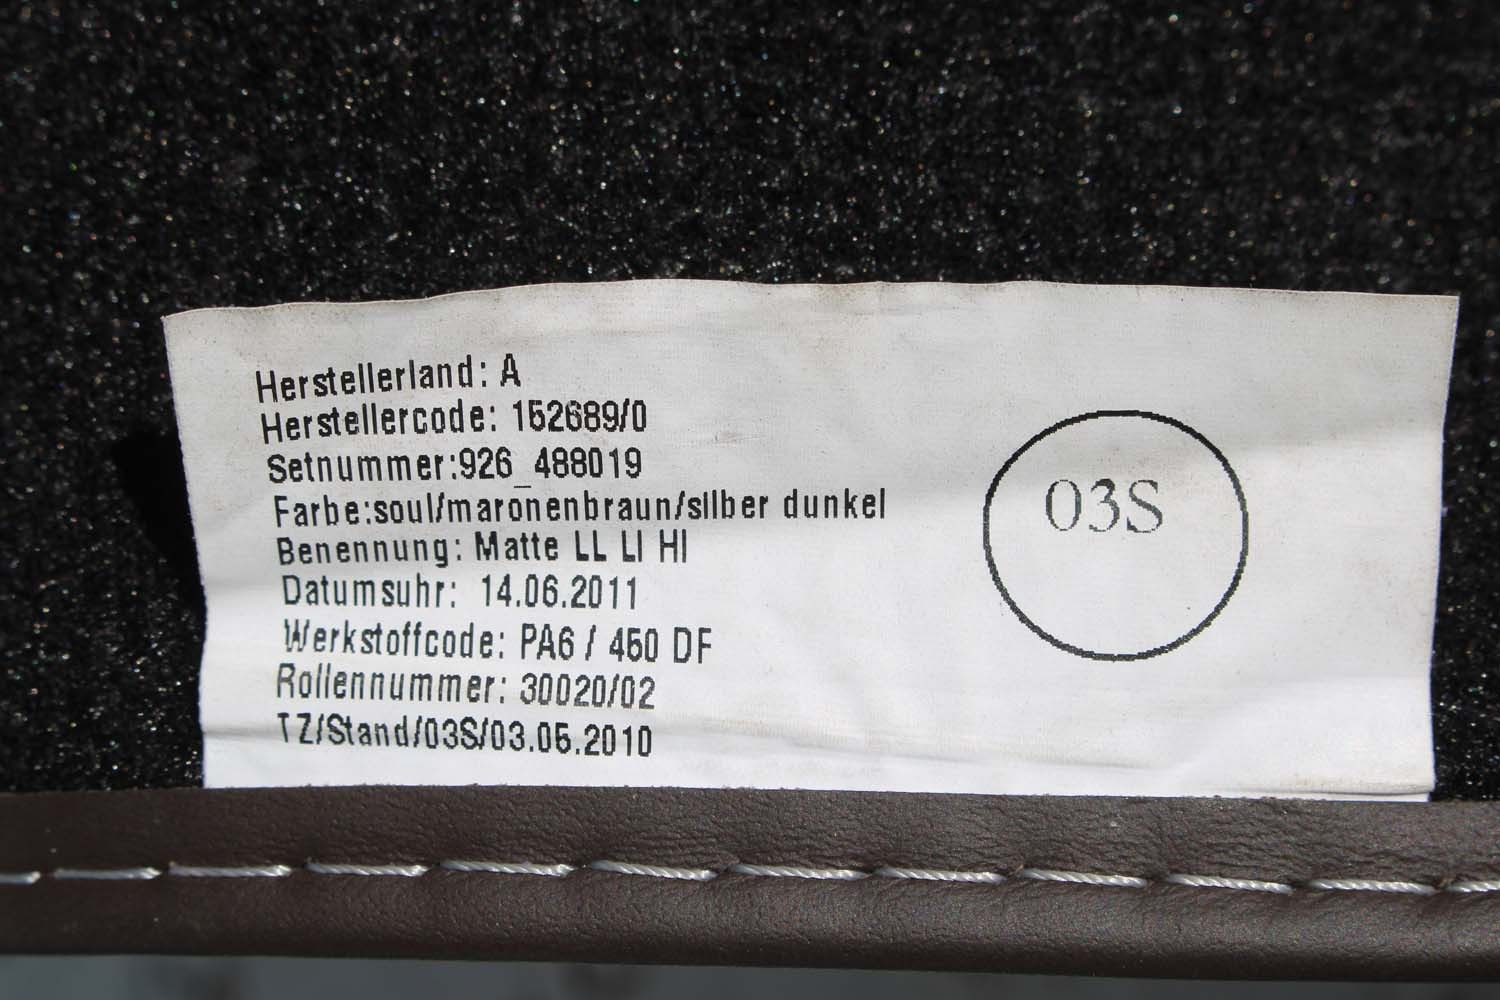 Herstellerland: A
Herstellercode: 152689/0
Setnummer:926_488019
Farbe:soul/maronenbraun/silber dunkel
Benennung: Matte LL LI HI
Datumsuhr: 14.06.2011
Werkstoffcode: PA6 / 450 DF
Rollennummer: 30020/02
TZ/Stand/03S/03.05.2010
03S